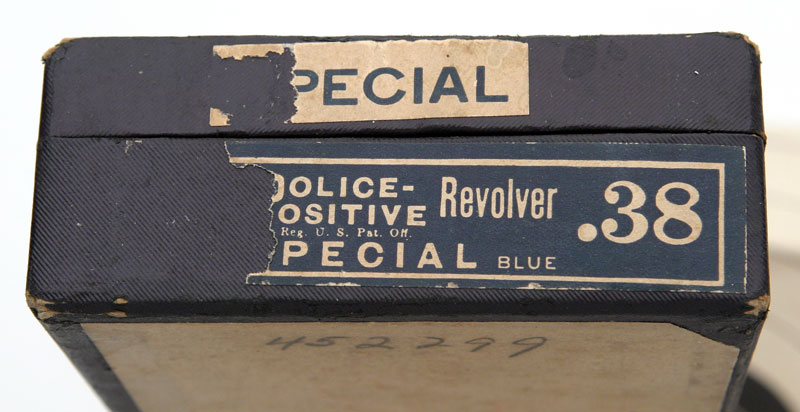 PECIAL
OLICE-
OSITIVE
Reg. U. S. Pat. Off.
PECIAL BLUE
Revolver
.38
452299